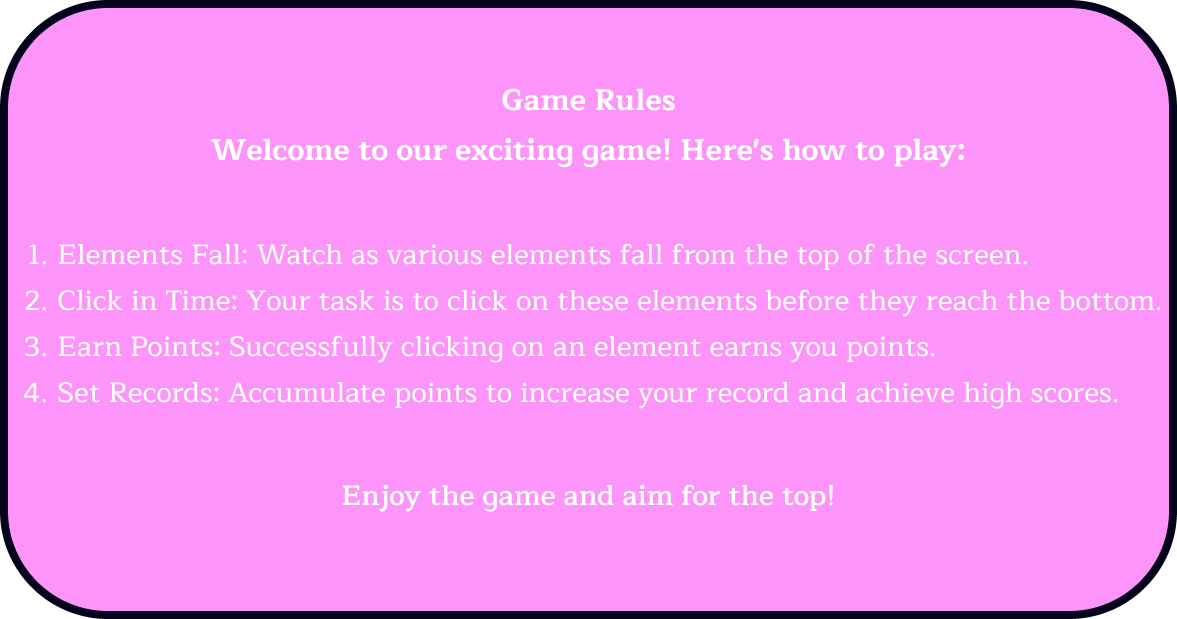 Game Rules
Welcome to our exciting game! Here's how to play:
1. Elements Fall: Watch as various elements fall from the top of the screen.
2. Click in Time: Your task is to click on these elements before they reach the bottom.
3. Earn Points: Successfully clicking on an element earns you points.
4. Set Records: Accumulate points to increase your record and achieve high scores.
Enjoy the game and aim for the top!